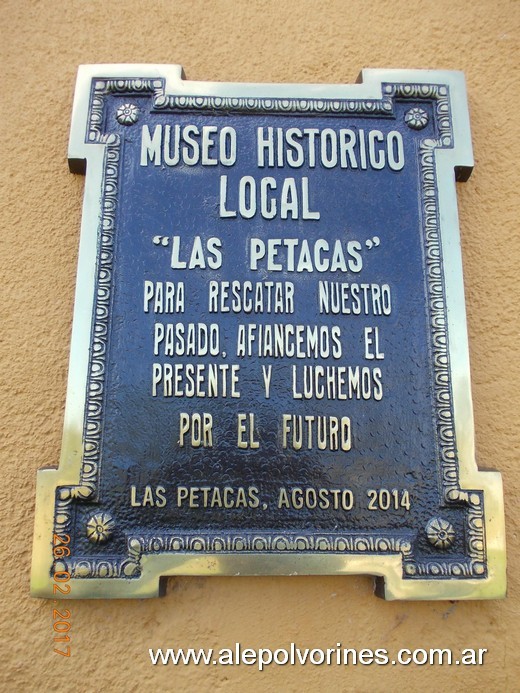 MUSEO HISTORICO
LOCAL
"LAS PETACAS"
PARA RESCATAR NUESTRO
PASADO, AFIANCEMOS EL
PRESENTE Y LUCHEMOS
POR EL FUTURO
LAS PETACAS, AGOSTO 2014
26.02.2017
www.alepolvorines.com.ar